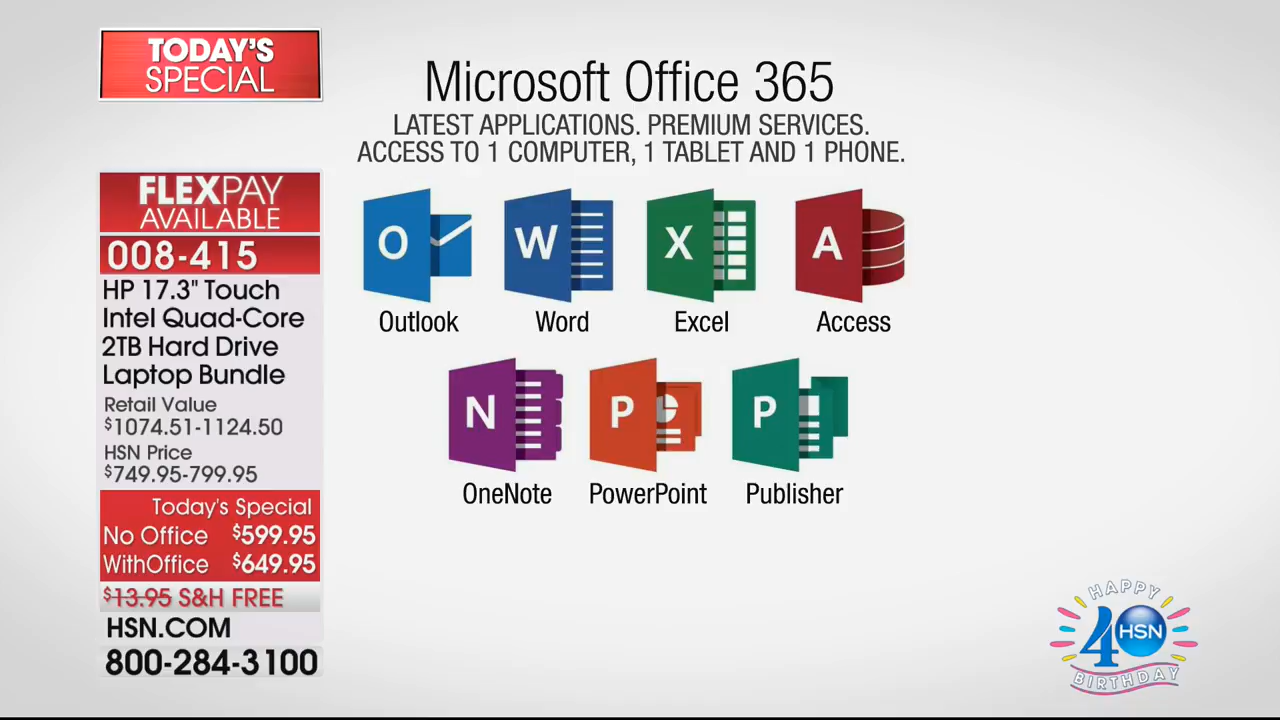 TODAY'S
SPECIAL
FLEXPAY
AVAILABLE
008-415
HP 17.3" Touch
Intel Quad-Core
2TB Hard Drive
Laptop Bundle
Retail Value
$1074.51-1124.50
HSN Price
$749.95-799.95
Today's Special
No Office $599.95
WithOffice $649.95
$13.95 S&H FREE
HSN.COM
800-284-3100
Microsoft Office 365
LATEST APPLICATIONS. PREMIUM SERVICES.
ACCESS TO 1 COMPUTER, 1 TABLET AND 1 PHONE.
O W X A
Outlook Word Excel Access
N P P
OneNote PowerPoint Publisher
HAPPY
40 HSN
BIRTHDAY